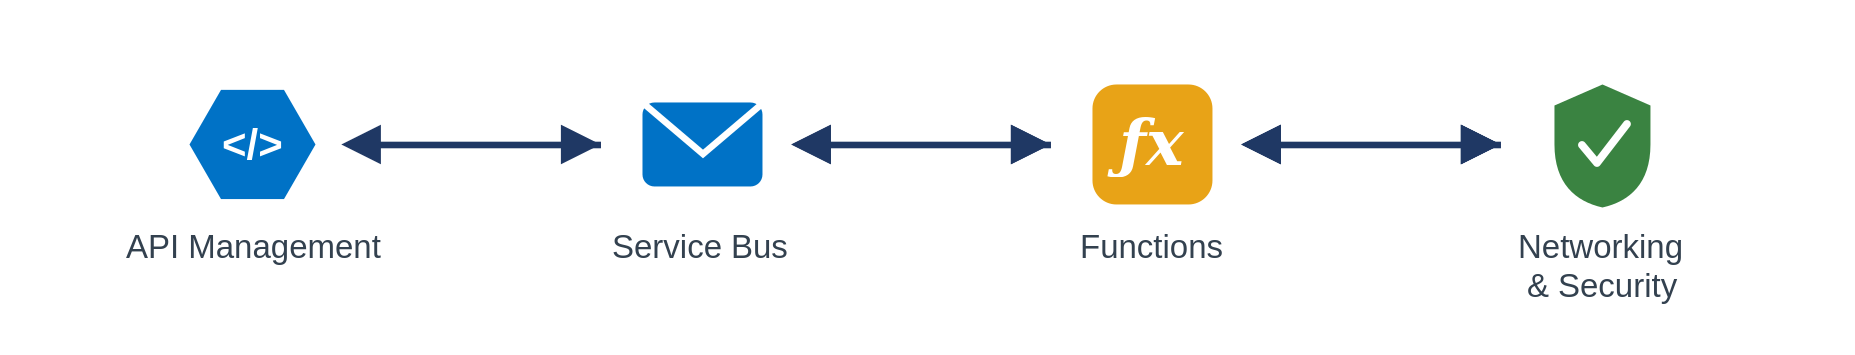 </>
fx
API Management
Service Bus
Functions
Networking
& Security